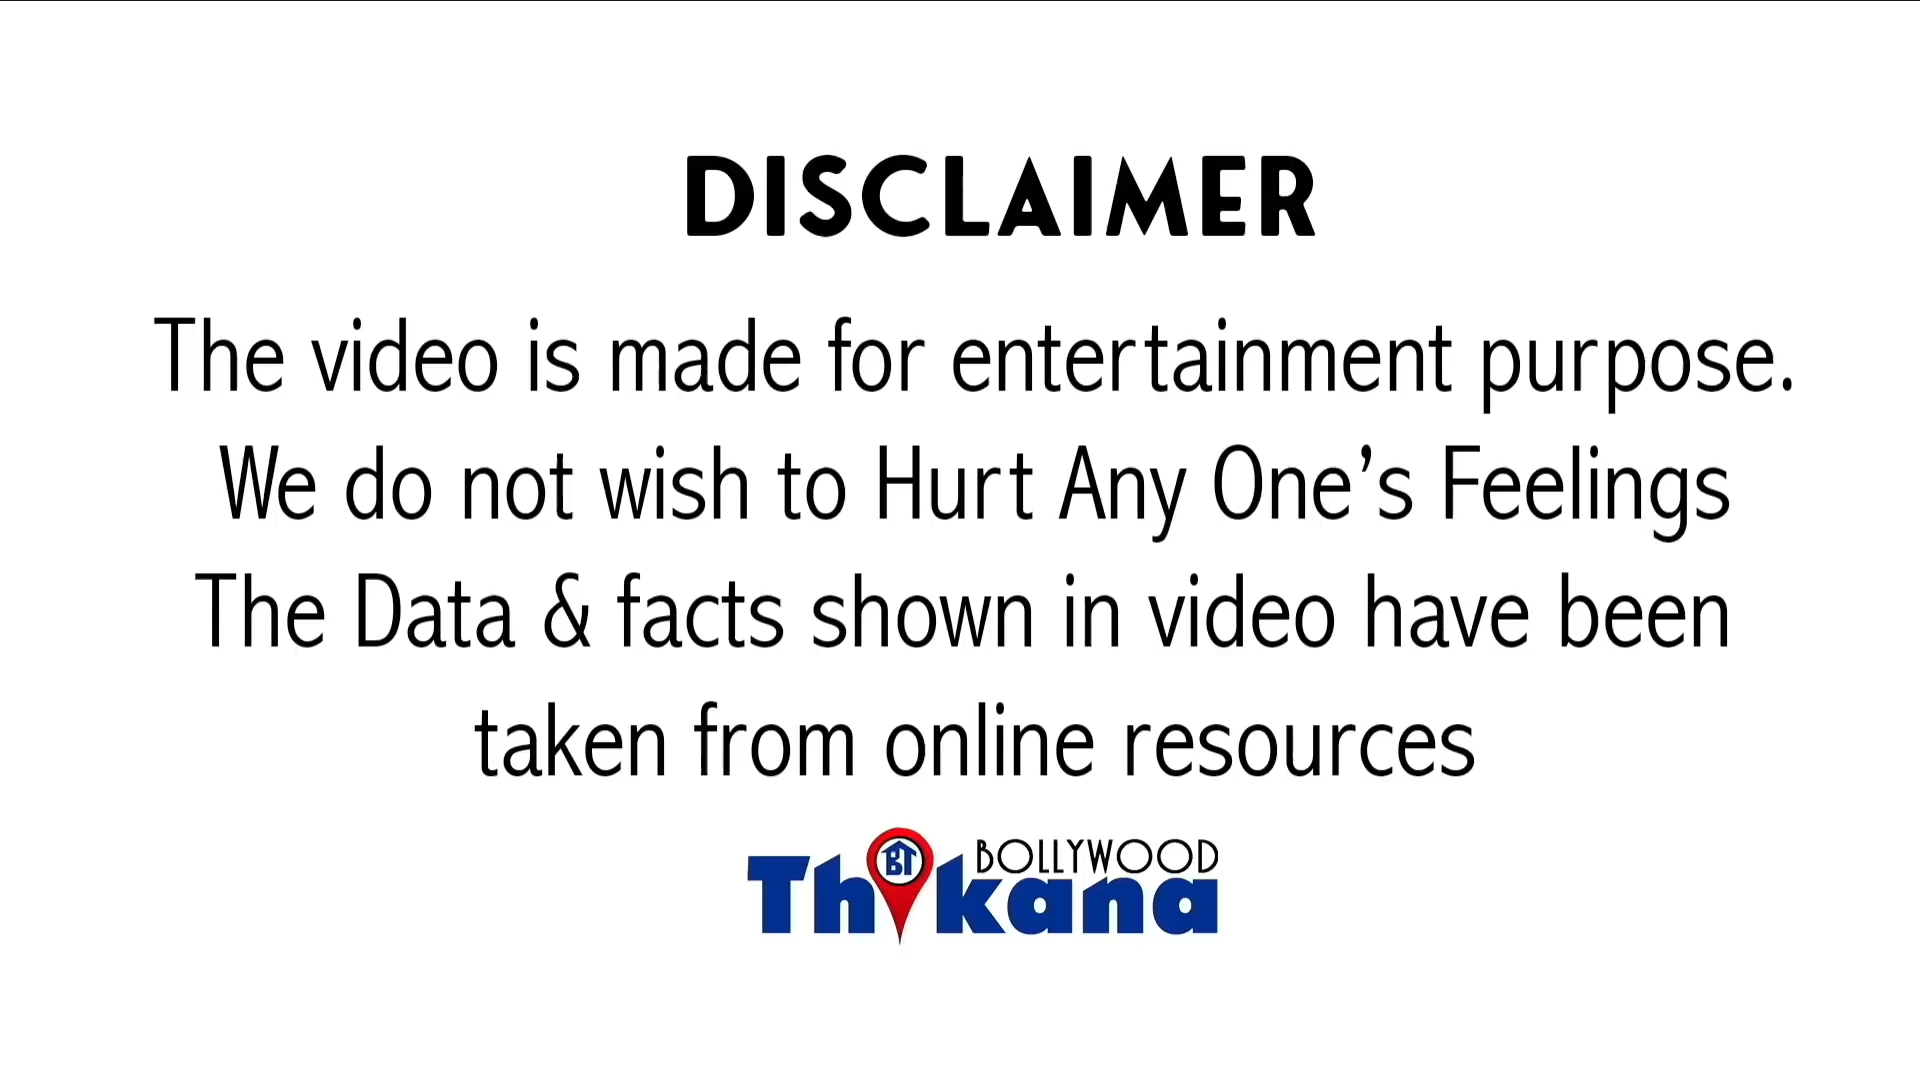 DISCLAIMER
The video is made for entertainment purpose.
We do not wish to Hurt Any One’s Feelings
The Data & facts shown in video have been
taken from online resources
BT
BOLLYWOOD
Thikana